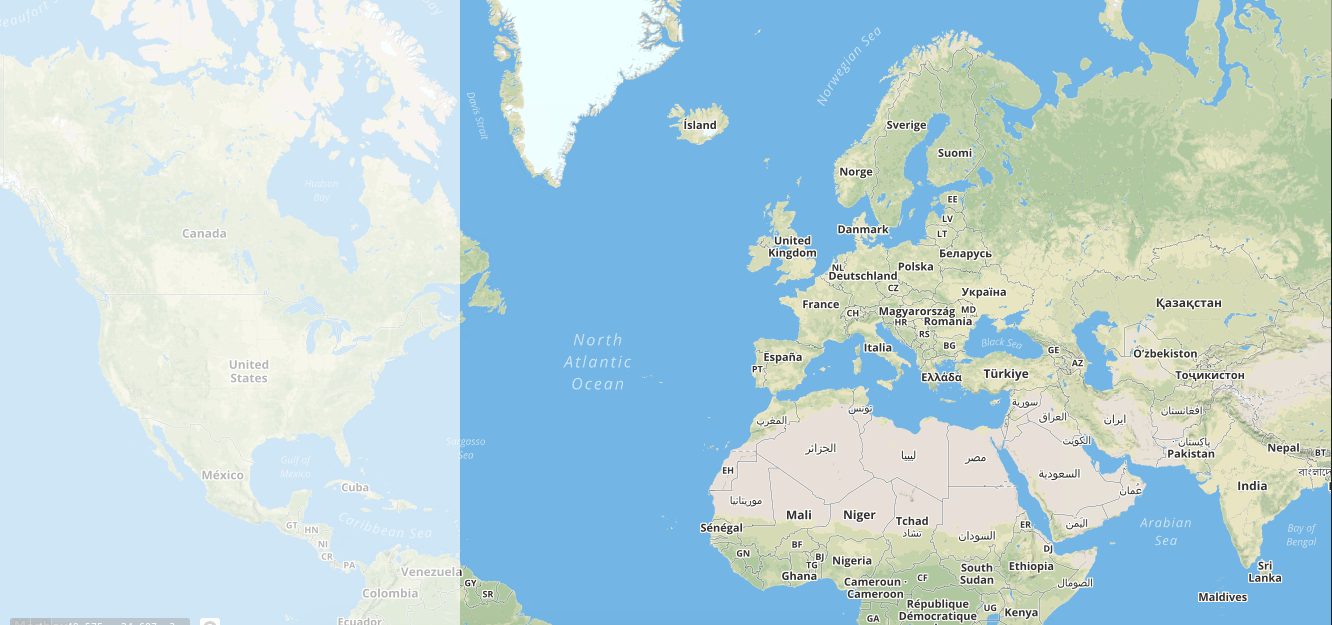 Beaufort S
Bay
Davis Strait
Norwegian Sea
Ísland
Sverige
Suomi
Norge
EE
LV
LT
Danmark
Hudson
Bay
Canada
United
Kingdom
Беларусь
NL
Deutschland
Polska
CZ
Україна
France
CH
Magyarország
MD
HR
Romania
RS
BG
Қазақстан
North
Atlantic
Ocean
Italia
Black Sea
GE
AZ
O‘zbekiston
España
PT
Ελλάδα
Türkiye
Тоҷикистон
United
States
تونس
المغرب
سورية
العراق
ايران
افغانستان
الجزائر
ليبيا
مصر
الكويت
پاکستان
Pakistan
Nepal
BT
Sargasso
Sea
Gulf of
Mexico
México
Cuba
EH
السعودية
India
বাংলাদে
موريتانيا
عمان
Mali
Niger
Tchad
تشاد
Sénégal
ER
اليمن
Arabian
Sea
Bay of
Bengal
GT
HN
NI
CR
PA
Caribbean Sea
السودان
DJ
GN
BF
BJ
TG
Ghana
Nigeria
South
Sudan
Ethiopia
الصومال
Sri
Lanka
Venezuela
Colombia
Ecuador
GY
SR
Cameroun
Cameroon
CF
Maldives
République
Démocratique
UG
Kenya
GA